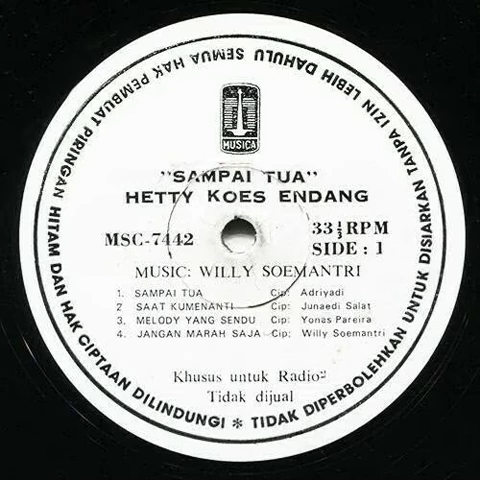 SEMUA HAK PEMBUAT PIRINGAN HITAM DAN HAK CIPTAAN DILINDUNGI * TIDAK DIPERBOLEHKAN UNTUK DISIARKAN TANPA IZIN LEBIH DAHULU
MUSICA
"SAMPAI TUA"
HETTY KOES ENDANG
MSC-7442 33⅓ RPM
SIDE : 1
MUSIC: WILLY SOEMANTRI
1. SAMPAI TUA Cip: Adriyadi
2 SAAT KUMENANTI Cip: Junaedi Salat
3. MELODY YANG SENDU Cip: Yonas Pareira
4. JANGAN MARAH SAJA Cip; Willy Soemantri
Khusus untuk Radio²
Tidak dijual